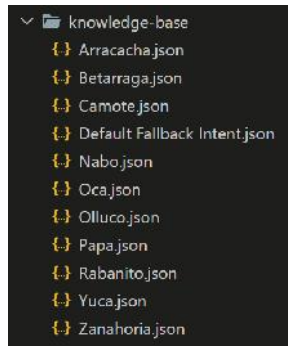 knowledge-base
{..} Arracacha.json
{..} Betarraga.json
{..} Camote.json
{..} Default Fallback Intent.json
{..} Nabo.json
{..} Oca.json
{..} Olluco.json
{..} Papa.json
{..} Rabanito.json
{..} Yuca.json
{..} Zanahoria.json